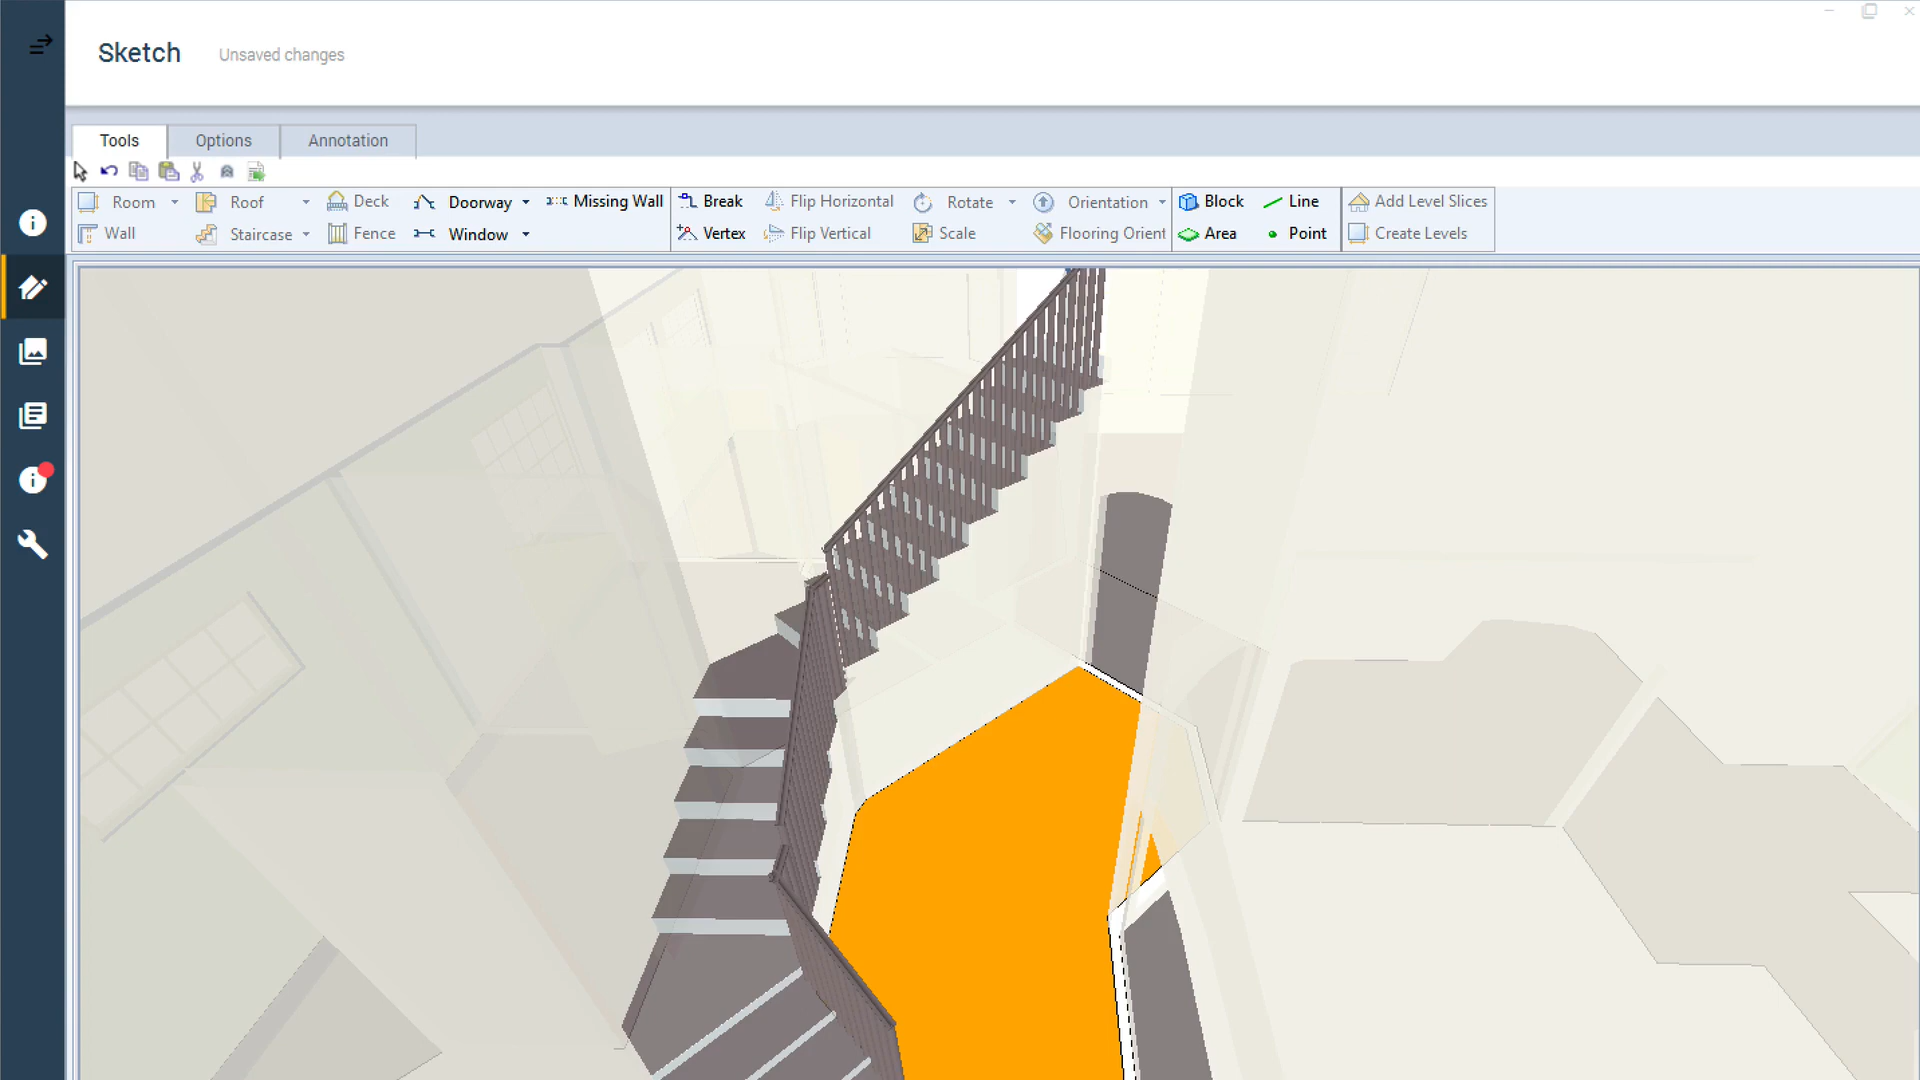 Sketch Unsaved changes
Tools Options Annotation
Room Roof Deck Doorway Missing Wall Break Flip Horizontal Rotate Orientation Block Line Add Level Slices
Wall Staircase Fence Window Vertex Flip Vertical Scale Flooring Orient Area Point Create Levels